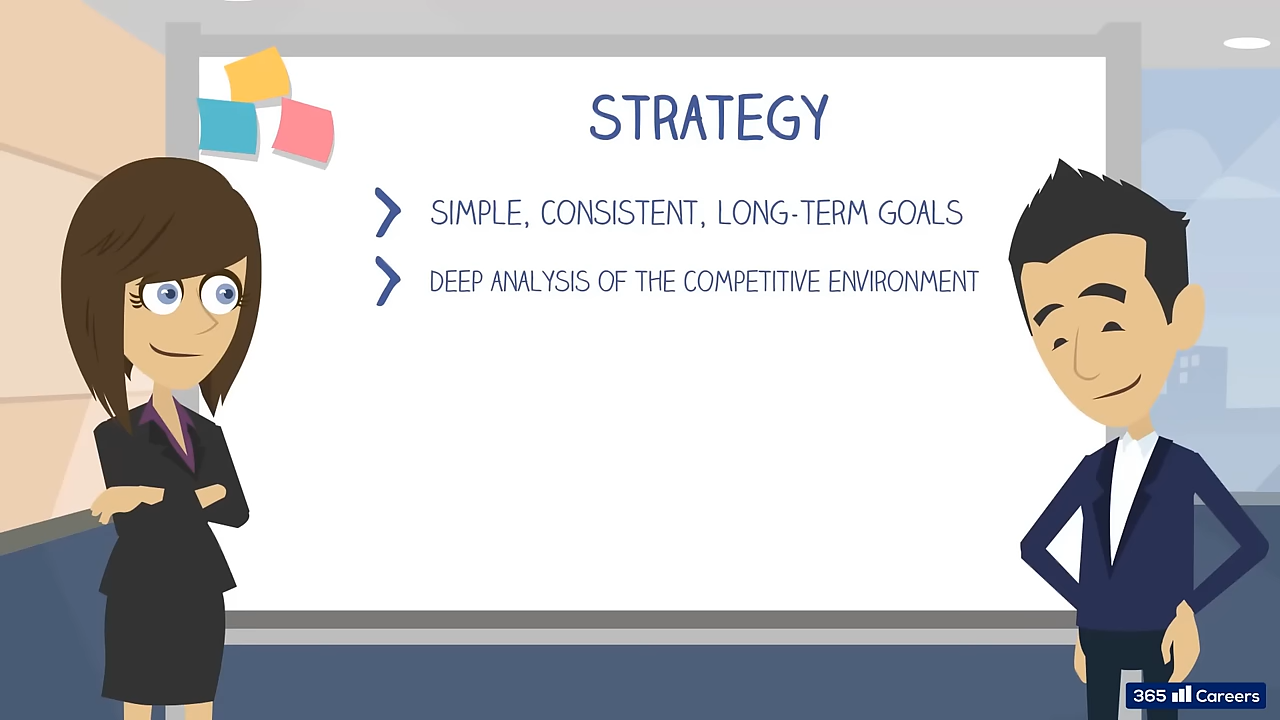 STRATEGY
SIMPLE, CONSISTENT, LONG-TERM GOALS
DEEP ANALYSIS OF THE COMPETITIVE ENVIRONMENT
365 Careers